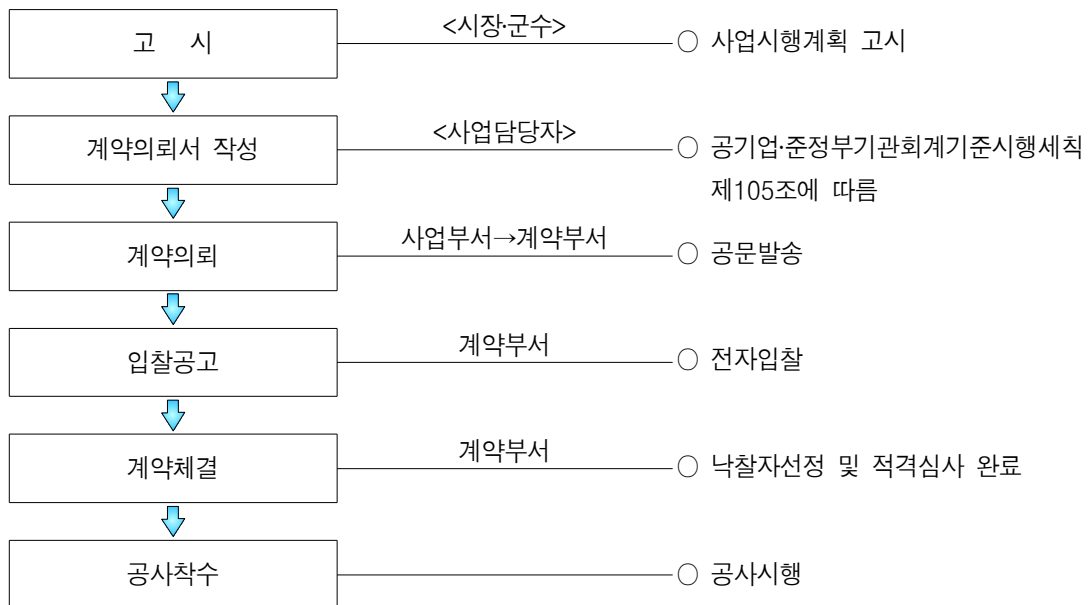 고 시 <시장·군수> ○ 사업시행계획 고시
계약의뢰서 작성 <사업담당자> ○ 공기업·준정부기관회계기준시행세칙
제105조에 따름
계약의뢰 사업부서→계약부서 ○ 공문발송
입찰공고 계약부서 ○ 전자입찰
계약체결 계약부서 ○ 낙찰자선정 및 적격심사 완료
공사착수 ○ 공사시행